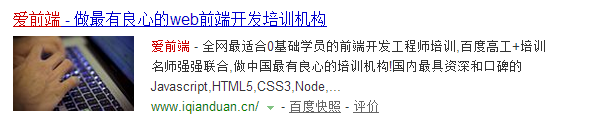 爱前端 - 做最有良心的web前端开发培训机构
爱前端 - 全网最适合0基础学员的前端开发工程师培训,百度高工+培训
名师强强联合,做中国最有良心的培训机构!国内最具资深和口碑的
Javascript,HTML5,CSS3,Node,...
www.iqianduan.cn/ - 百度快照 - 评价